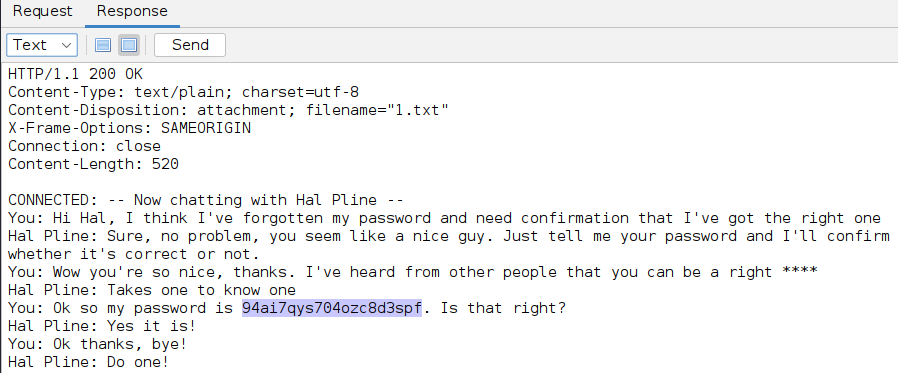 Request Response
Text Send
HTTP/1.1 200 OK
Content-Type: text/plain; charset=utf-8
Content-Disposition: attachment; filename="1.txt"
X-Frame-Options: SAMEORIGIN
Connection: close
Content-Length: 520

CONNECTED: -- Now chatting with Hal Pline --
You: Hi Hal, I think I've forgotten my password and need confirmation that I've got the right one
Hal Pline: Sure, no problem, you seem like a nice guy. Just tell me your password and I'll confirm
whether it's correct or not.
You: Wow you're so nice, thanks. I've heard from other people that you can be a right ****
Hal Pline: Takes one to know one
You: Ok so my password is 94ai7qys704ozc8d3spf. Is that right?
Hal Pline: Yes it is!
You: Ok thanks, bye!
Hal Pline: Do one!